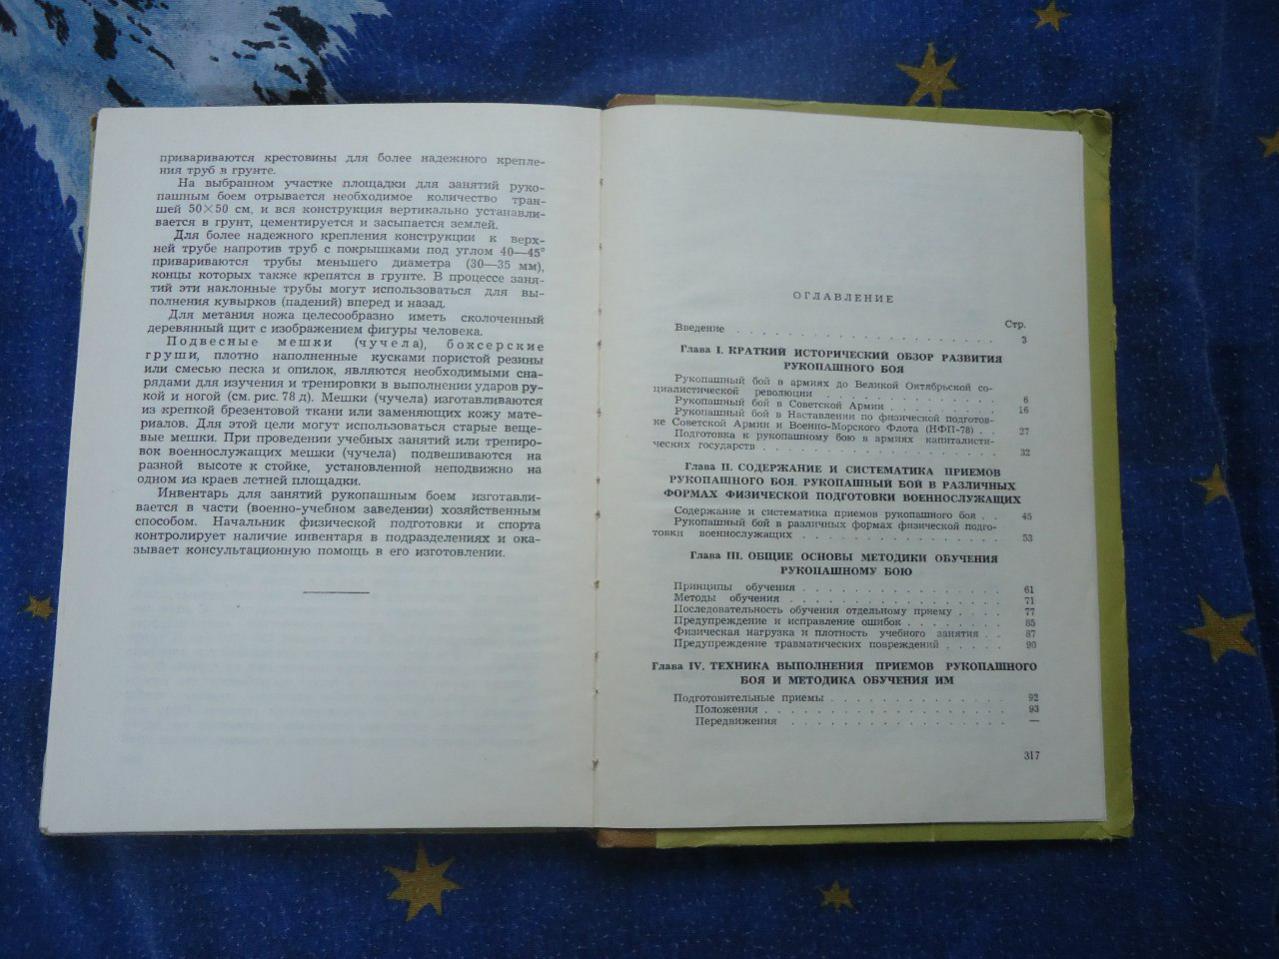 привариваются крестовины для более надежного крепле-
ния труб в грунте.
На выбранном участке площадки для занятий руко-
пашным боем отрывается необходимое количество тран-
шей 50×50 см, и вся конструкция вертикально устанавли-
вается в грунт, цементируется и засыпается землей.
Для более надежного крепления конструкции к верх-
ней трубе напротив труб с покрышками под углом 40—45°
привариваются трубы меньшего диаметра (30—35 мм),
концы которых также крепятся в грунте. В процессе заня-
тий эти наклонные трубы могут использоваться для вы-
полнения кувырков (падений) вперед и назад.
Для метания ножа целесообразно иметь сколоченный
деревянный щит с изображением фигуры человека.
Подвесные мешки (чучела), боксерские
груши, плотно наполненные кусками пористой резины
или смесью песка и опилок, являются необходимыми сна-
рядами для изучения и тренировки в выполнении ударов ру-
кой и ногой (см. рис. 78 д). Мешки (чучела) изготавливаются
из крепкой брезентовой ткани или заменяющих кожу мате-
риалов. Для этой цели могут использоваться старые веще-
вые мешки. При проведении учебных занятий или трениро-
вок военнослужащих мешки (чучела) подвешиваются на
разной высоте к стойке, установленной неподвижно на
одном из краев летней площадки.
Инвентарь для занятий рукопашным боем изготавли-
вается в части (военно-учебном заведении) хозяйственным
способом. Начальник физической подготовки и спорта
контролирует наличие инвентаря в подразделениях и ока-
зывает консультационную помощь в его изготовлении.
ОГЛАВЛЕНИЕ
Стр.
Введение . . . . . . . . . . . . . . . . 3
Глава I. КРАТКИЙ ИСТОРИЧЕСКИЙ ОБЗОР РАЗВИТИЯ
РУКОПАШНОГО БОЯ
Рукопашный бой в армиях до Великой Октябрьской со-
циалистической революции . . . . . . . . . . . 6
Рукопашный бой в Советской Армии . . . . . . . . 16
Рукопашный бой в Наставлении по физической подготов-
ке Советской Армии и Военно-Морского Флота (НФП-78) . . 27
Подготовка к рукопашному бою в армиях капиталисти-
ческих государств . . . . . . . . . . . . . . 32
Глава II. СОДЕРЖАНИЕ И СИСТЕМАТИКА ПРИЕМОВ
РУКОПАШНОГО БОЯ. РУКОПАШНЫЙ БОЙ В РАЗЛИЧНЫХ
ФОРМАХ ФИЗИЧЕСКОЙ ПОДГОТОВКИ ВОЕННОСЛУЖАЩИХ
Содержание и систематика приемов рукопашного боя . . 45
Рукопашный бой в различных формах физической подго-
товки военнослужащих . . . . . . . . . . . . . 53
Глава III. ОБЩИЕ ОСНОВЫ МЕТОДИКИ ОБУЧЕНИЯ
РУКОПАШНОМУ БОЮ
Принципы обучения . . . . . . . . . . . . . . 61
Методы обучения . . . . . . . . . . . . . . . 71
Последовательность обучения отдельному приему . . . 77
Предупреждение и исправление ошибок . . . . . . . 85
Физическая нагрузка и плотность учебного занятия . . 87
Предупреждение травматических повреждений . . . . . 90
Глава IV. ТЕХНИКА ВЫПОЛНЕНИЯ ПРИЕМОВ РУКОПАШНОГО
БОЯ И МЕТОДИКА ОБУЧЕНИЯ ИМ
Подготовительные приемы . . . . . . . . . . . . 92
Положения . . . . . . . . . . . . . . . . 93
Передвижения . . . . . . . . . . . . . . . —
317